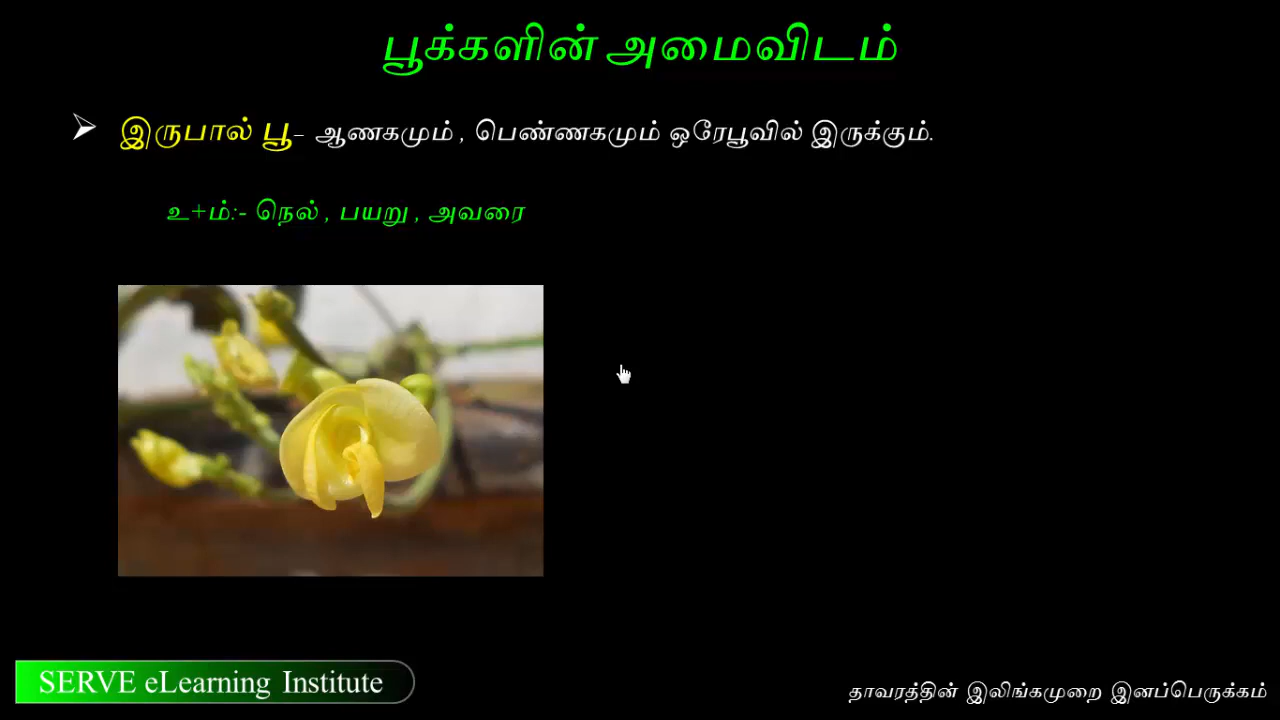 பூக்களின் அமைவிடம்
➢ இருபால் பூ– ஆணகமும் , பெண்ணகமும் ஒரேபூவில் இருக்கும்.
உ+ம்:- நெல் , பயறு , அவரை
SERVE eLearning Institute
தாவரத்தின் இலிங்கமுறை இனப்பெருக்கம்